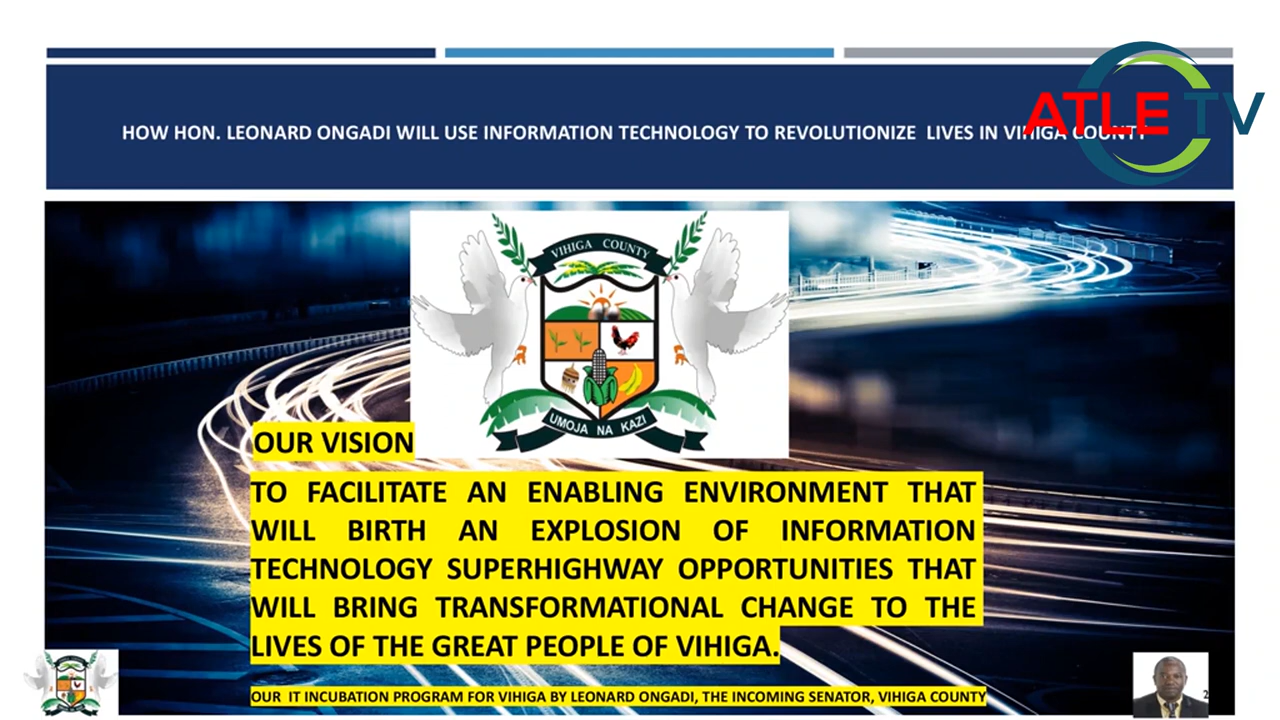 ATLE TV
HOW HON. LEONARD ONGADI WILL USE INFORMATION TECHNOLOGY TO REVOLUTIONIZE LIVES IN VIHIGA COUNTY
VIHIGA COUNTY
UMOJA NA KAZI
OUR VISION
TO FACILITATE AN ENABLING ENVIRONMENT THAT
WILL BIRTH AN EXPLOSION OF INFORMATION
TECHNOLOGY SUPERHIGHWAY OPPORTUNITIES THAT
WILL BRING TRANSFORMATIONAL CHANGE TO THE
LIVES OF THE GREAT PEOPLE OF VIHIGA.
OUR IT INCUBATION PROGRAM FOR VIHIGA BY LEONARD ONGADI, THE INCOMING SENATOR, VIHIGA COUNTY
2